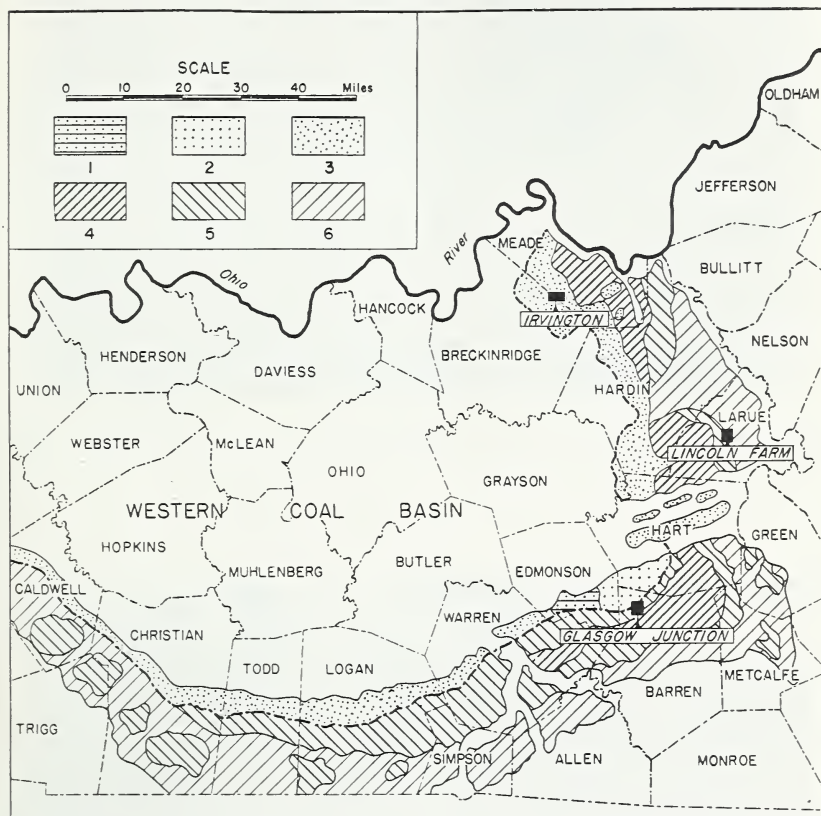 SCALE
0 10 20 30 40 Miles
1 2 3
4 5 6
OLDHAM
JEFFERSON
MEADE
BULLITT
River
Ohio
IRVINGTON
HANCOCK
NELSON
HENDERSON
DAVIESS
BRECKINRIDGE
UNION
HARDIN
LARUE
WEBSTER
McLEAN
LINCOLN FARM
OHIO
GRAYSON
WESTERN COAL BASIN
HART
GREEN
HOPKINS
BUTLER
EDMONSON
MUHLENBERG
CALDWELL
WARREN
CHRISTIAN
GLASGOW JUNCTION
TODD
LOGAN
METCALFE
BARREN
TRIGG
SIMPSON
ALLEN
MONROE